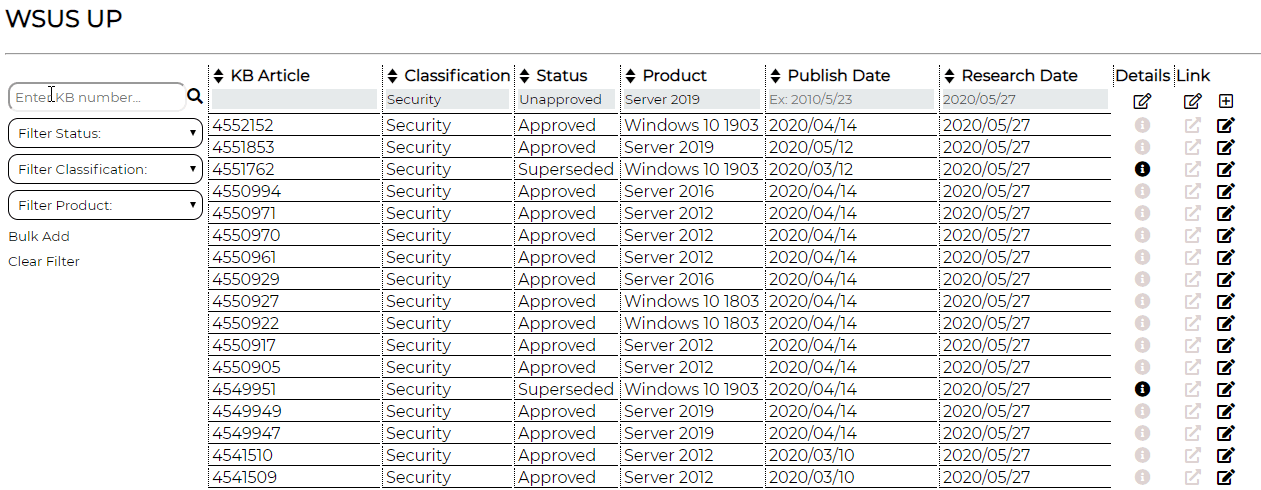 WSUS UP
KB Article Classification Status Product Publish Date Research Date Details Link
Enter KB number... Security Unapproved Server 2019 Ex: 2010/5/23 2020/05/27
Filter Status:
Filter Classification:
Filter Product:
Bulk Add
Clear Filter
4552152 Security Approved Windows 10 1903 2020/04/14 2020/05/27
4551853 Security Approved Server 2019 2020/05/12 2020/05/27
4551762 Security Superseded Windows 10 1903 2020/03/12 2020/05/27
4550994 Security Approved Server 2016 2020/04/14 2020/05/27
4550971 Security Approved Server 2012 2020/04/14 2020/05/27
4550970 Security Approved Server 2012 2020/04/14 2020/05/27
4550961 Security Approved Server 2012 2020/04/14 2020/05/27
4550929 Security Approved Server 2016 2020/04/14 2020/05/27
4550927 Security Approved Windows 10 1803 2020/04/14 2020/05/27
4550922 Security Approved Windows 10 1803 2020/04/14 2020/05/27
4550917 Security Approved Server 2012 2020/04/14 2020/05/27
4550905 Security Approved Server 2012 2020/04/14 2020/05/27
4549951 Security Superseded Windows 10 1903 2020/04/14 2020/05/27
4549949 Security Approved Server 2019 2020/04/14 2020/05/27
4549947 Security Approved Server 2019 2020/04/14 2020/05/27
4541510 Security Approved Server 2012 2020/03/10 2020/05/27
4541509 Security Approved Server 2012 2020/03/10 2020/05/27